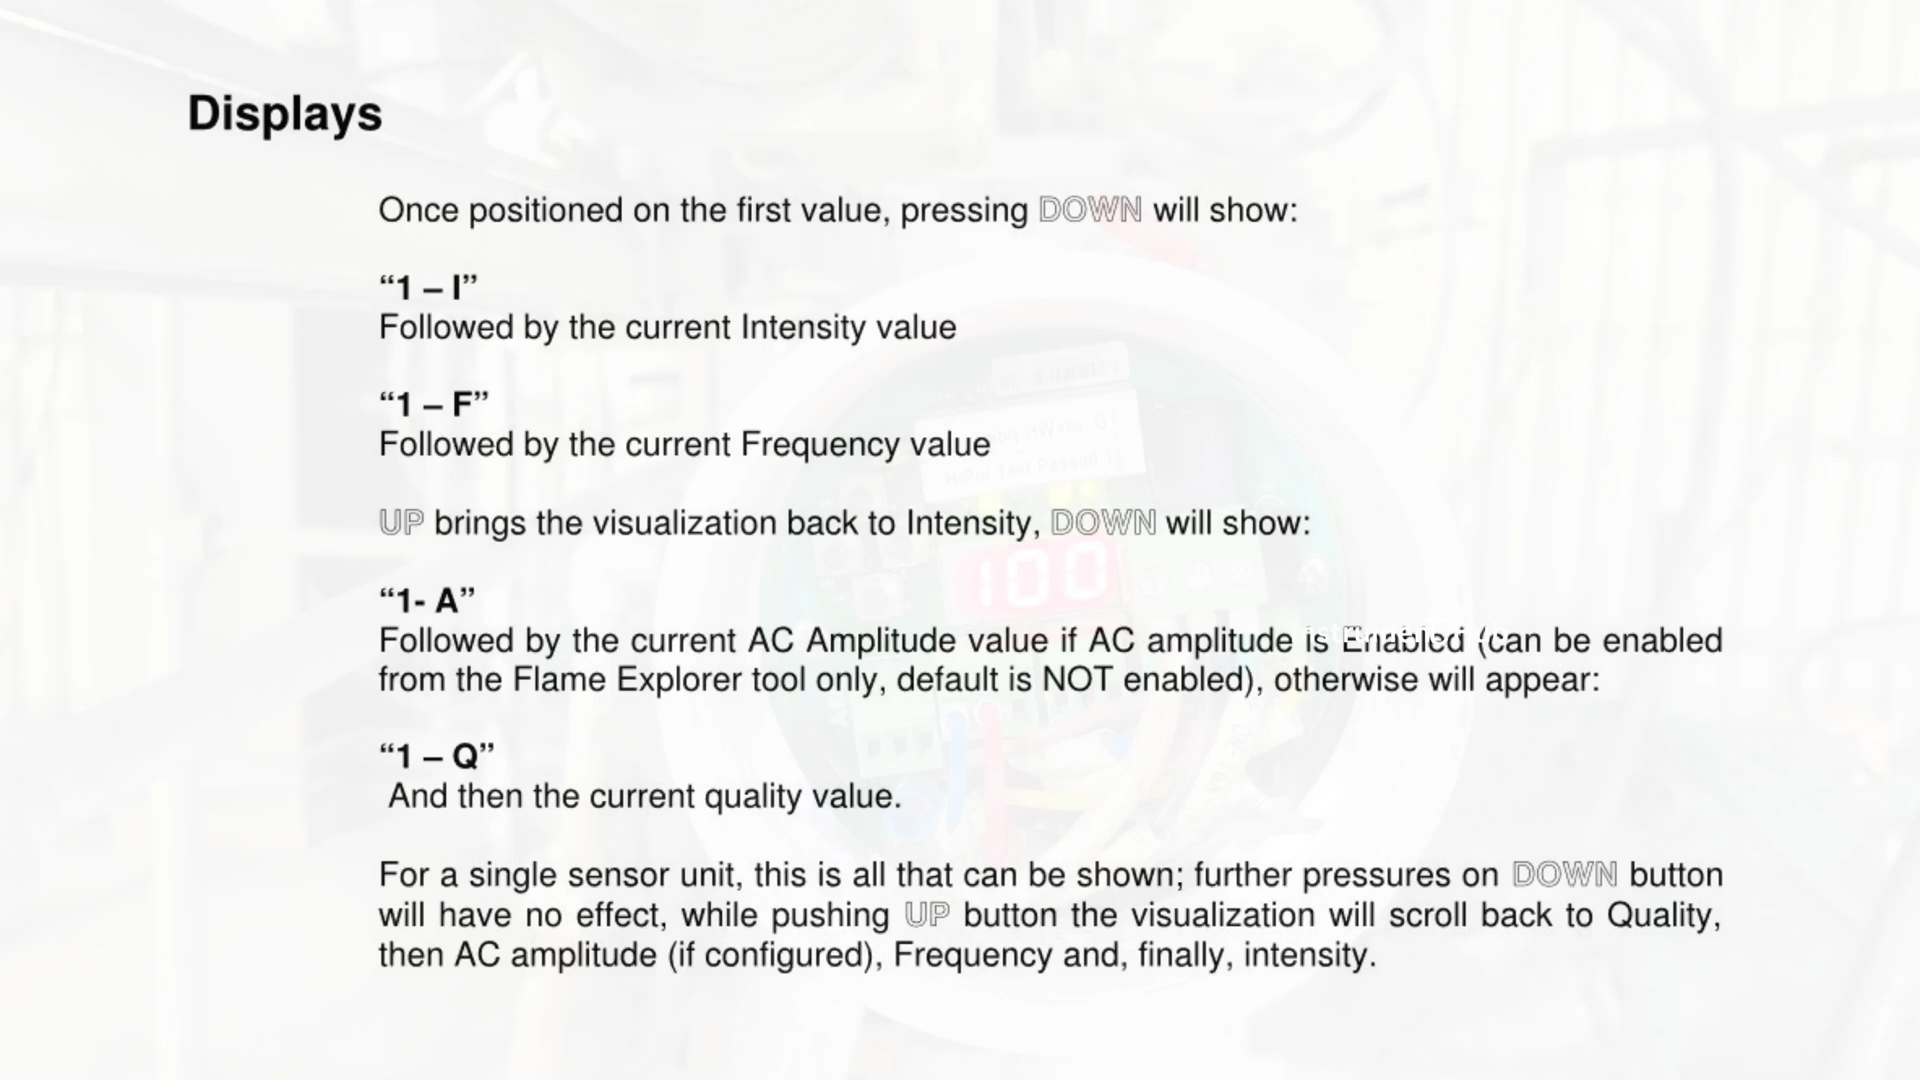 Displays
Once positioned on the first value, pressing DOWN will show:
“1 – I”
Followed by the current Intensity value
“1 – F”
Followed by the current Frequency value
UP brings the visualization back to Intensity, DOWN will show:
“1- A”
Followed by the current AC Amplitude value if AC amplitude is Enabled (can be enabled
from the Flame Explorer tool only, default is NOT enabled), otherwise will appear:
“1 – Q”
And then the current quality value.
For a single sensor unit, this is all that can be shown; further pressures on DOWN button
will have no effect, while pushing UP button the visualization will scroll back to Quality,
then AC amplitude (if configured), Frequency and, finally, intensity.
100